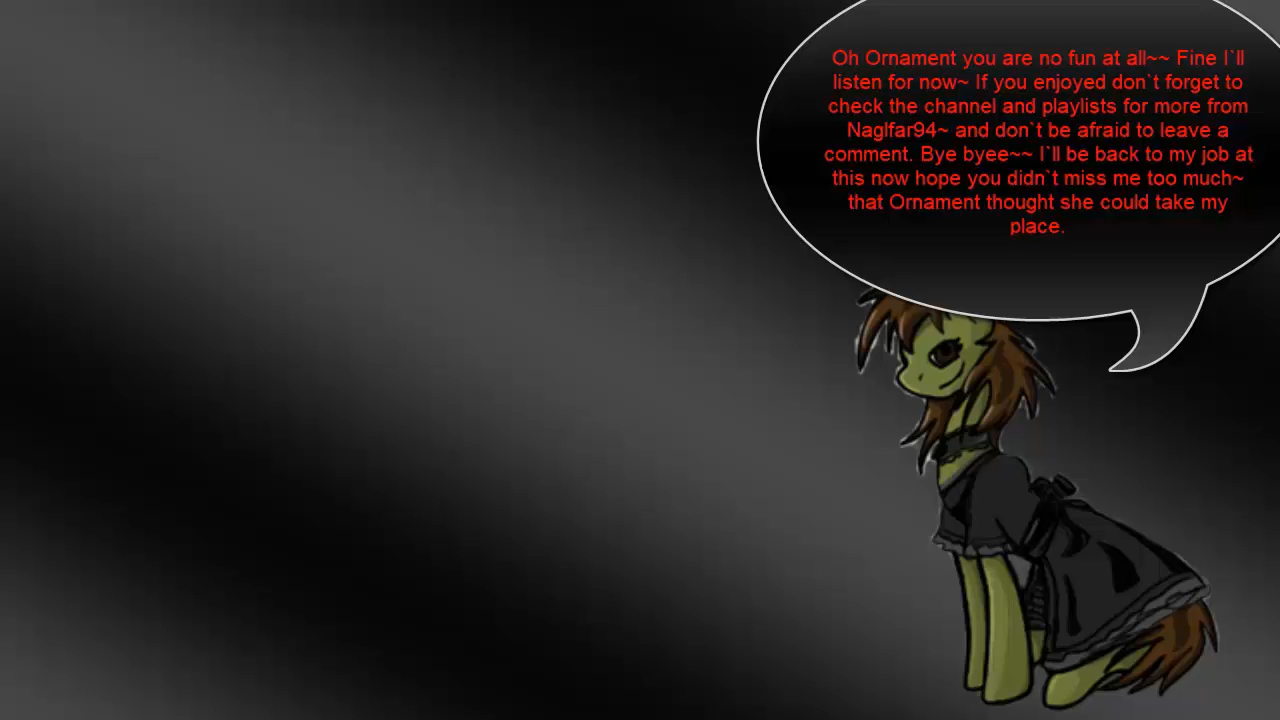 Oh Ornament you are no fun at all~~ Fine I`ll
listen for now~ If you enjoyed don`t forget to
check the channel and playlists for more from
Naglfar94~ and don`t be afraid to leave a
comment. Bye byee~~ I`ll be back to my job at
this now hope you didn`t miss me too much~
that Ornament thought she could take my
place.